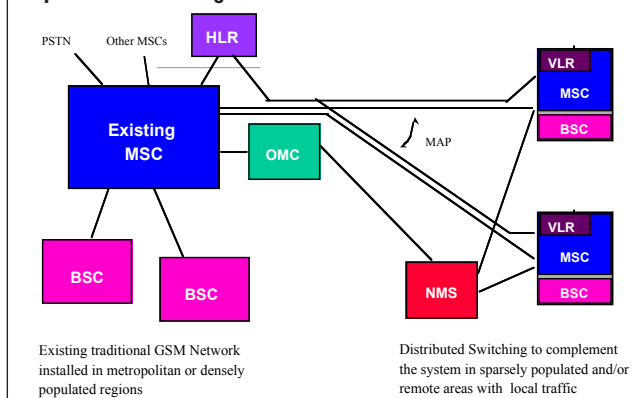 HLR
PSTN
Other MSCs
VLR
MSC
BSC
Existing
MSC
OMC
MAP
VLR
MSC
BSC
BSC
BSC
NMS
Existing traditional GSM Network
installed in metropolitan or densely
populated regions
Distributed Switching to complement
the system in sparsely populated and/or
remote areas with local traffic